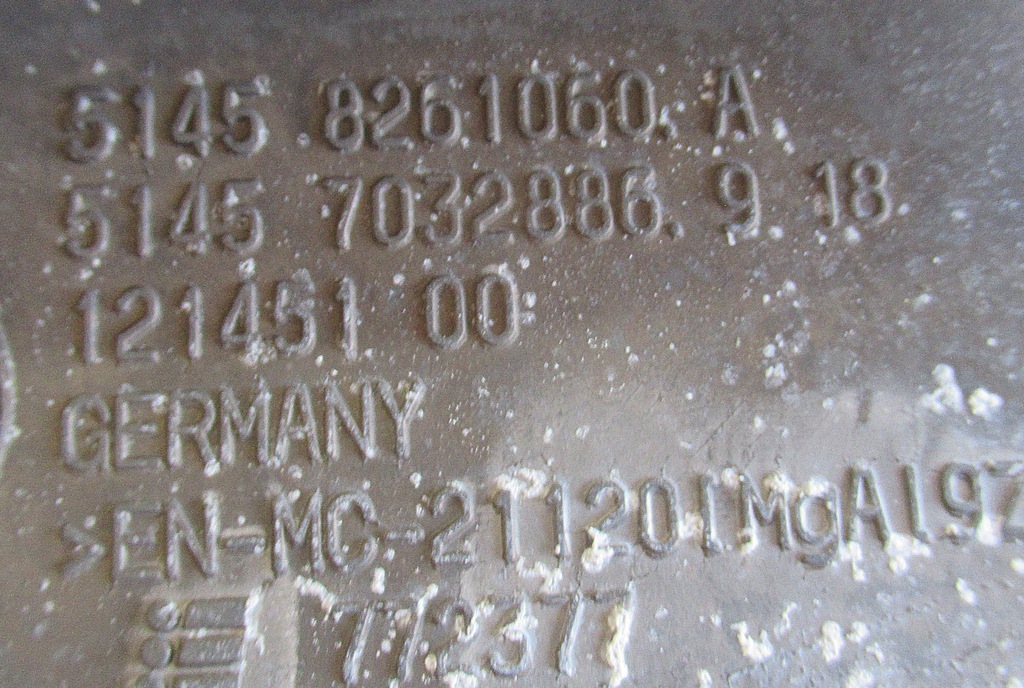 5145 8261060. A
5145 7032886. 9 18
121451 00
GERMANY
>EN-MC-21120(MgAl9Z